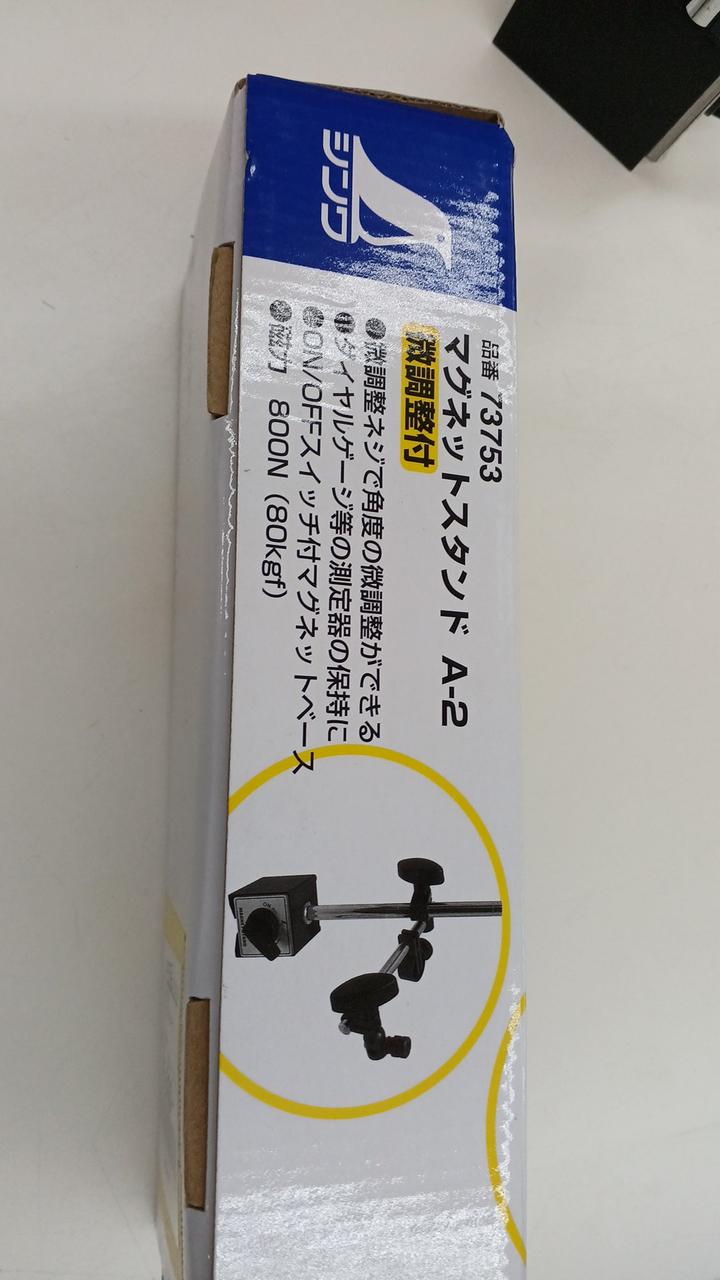 シンワ
品番 73753
マグネットスタンド A-2
微調整付
●微調整ネジで角度の微調整ができる
●ダイヤルゲージ等の測定器の保持に
●ON/OFFスイッチ付マグネットベース
●磁力 800N（80kgf）
ON